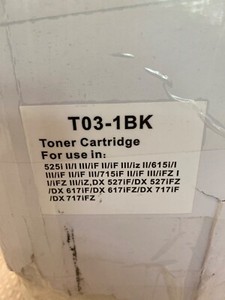 T03-1BK
Toner Cartridge
For use in:
525i II/I III/iF II/iF III/iz II/615i/I
III/iF II/iF III/715iF II/iF III/iFZ I
I/iFZ III/iZ,DX 527iF/DX 527iFZ
/DX 617iF/DX 617iFZ/DX 717iF
/DX 717iFZ